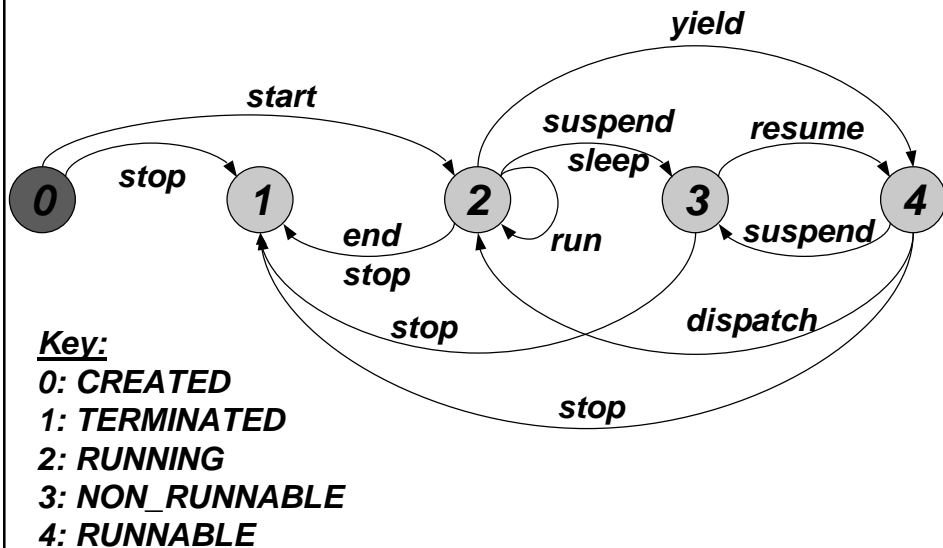 yield
start
suspend
sleep
resume
stop
0
1
2
3
4
run
end
stop
suspend
stop
dispatch
stop
Key:
0: CREATED
1: TERMINATED
2: RUNNING
3: NON_RUNNABLE
4: RUNNABLE